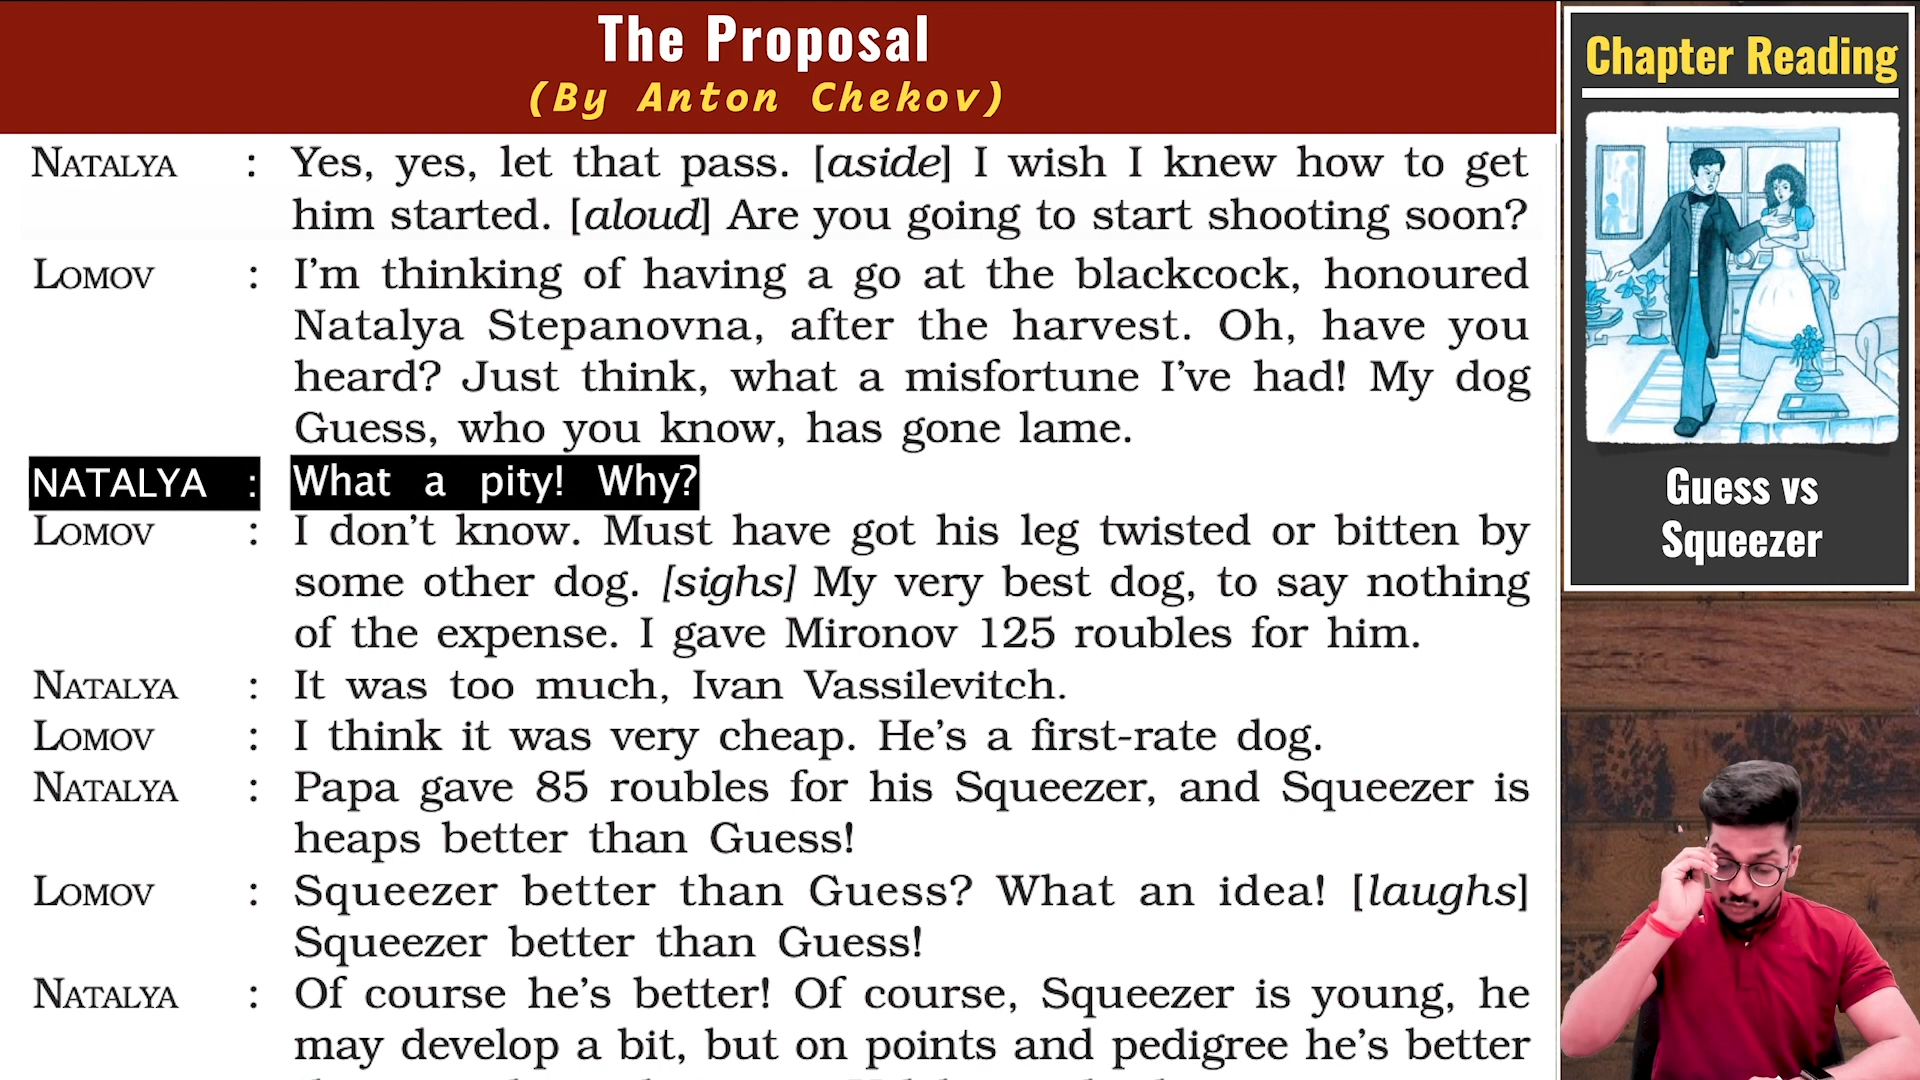 The Proposal
(By Anton Chekov)
NATALYA : Yes, yes, let that pass. [aside] I wish I knew how to get
him started. [aloud] Are you going to start shooting soon?
LOMOV : I'm thinking of having a go at the blackcock, honoured
Natalya Stepanovna, after the harvest. Oh, have you
heard? Just think, what a misfortune I've had! My dog
Guess, who you know, has gone lame.
NATALYA : What a pity! Why?
LOMOV : I don't know. Must have got his leg twisted or bitten by
some other dog. [sighs] My very best dog, to say nothing
of the expense. I gave Mironov 125 roubles for him.
NATALYA : It was too much, Ivan Vassilevitch.
LOMOV : I think it was very cheap. He's a first-rate dog.
NATALYA : Papa gave 85 roubles for his Squeezer, and Squeezer is
heaps better than Guess!
LOMOV : Squeezer better than Guess? What an idea! [laughs]
Squeezer better than Guess!
NATALYA : Of course he's better! Of course, Squeezer is young, he
may develop a bit, but on points and pedigree he's better
Chapter Reading
Guess vs
Squeezer